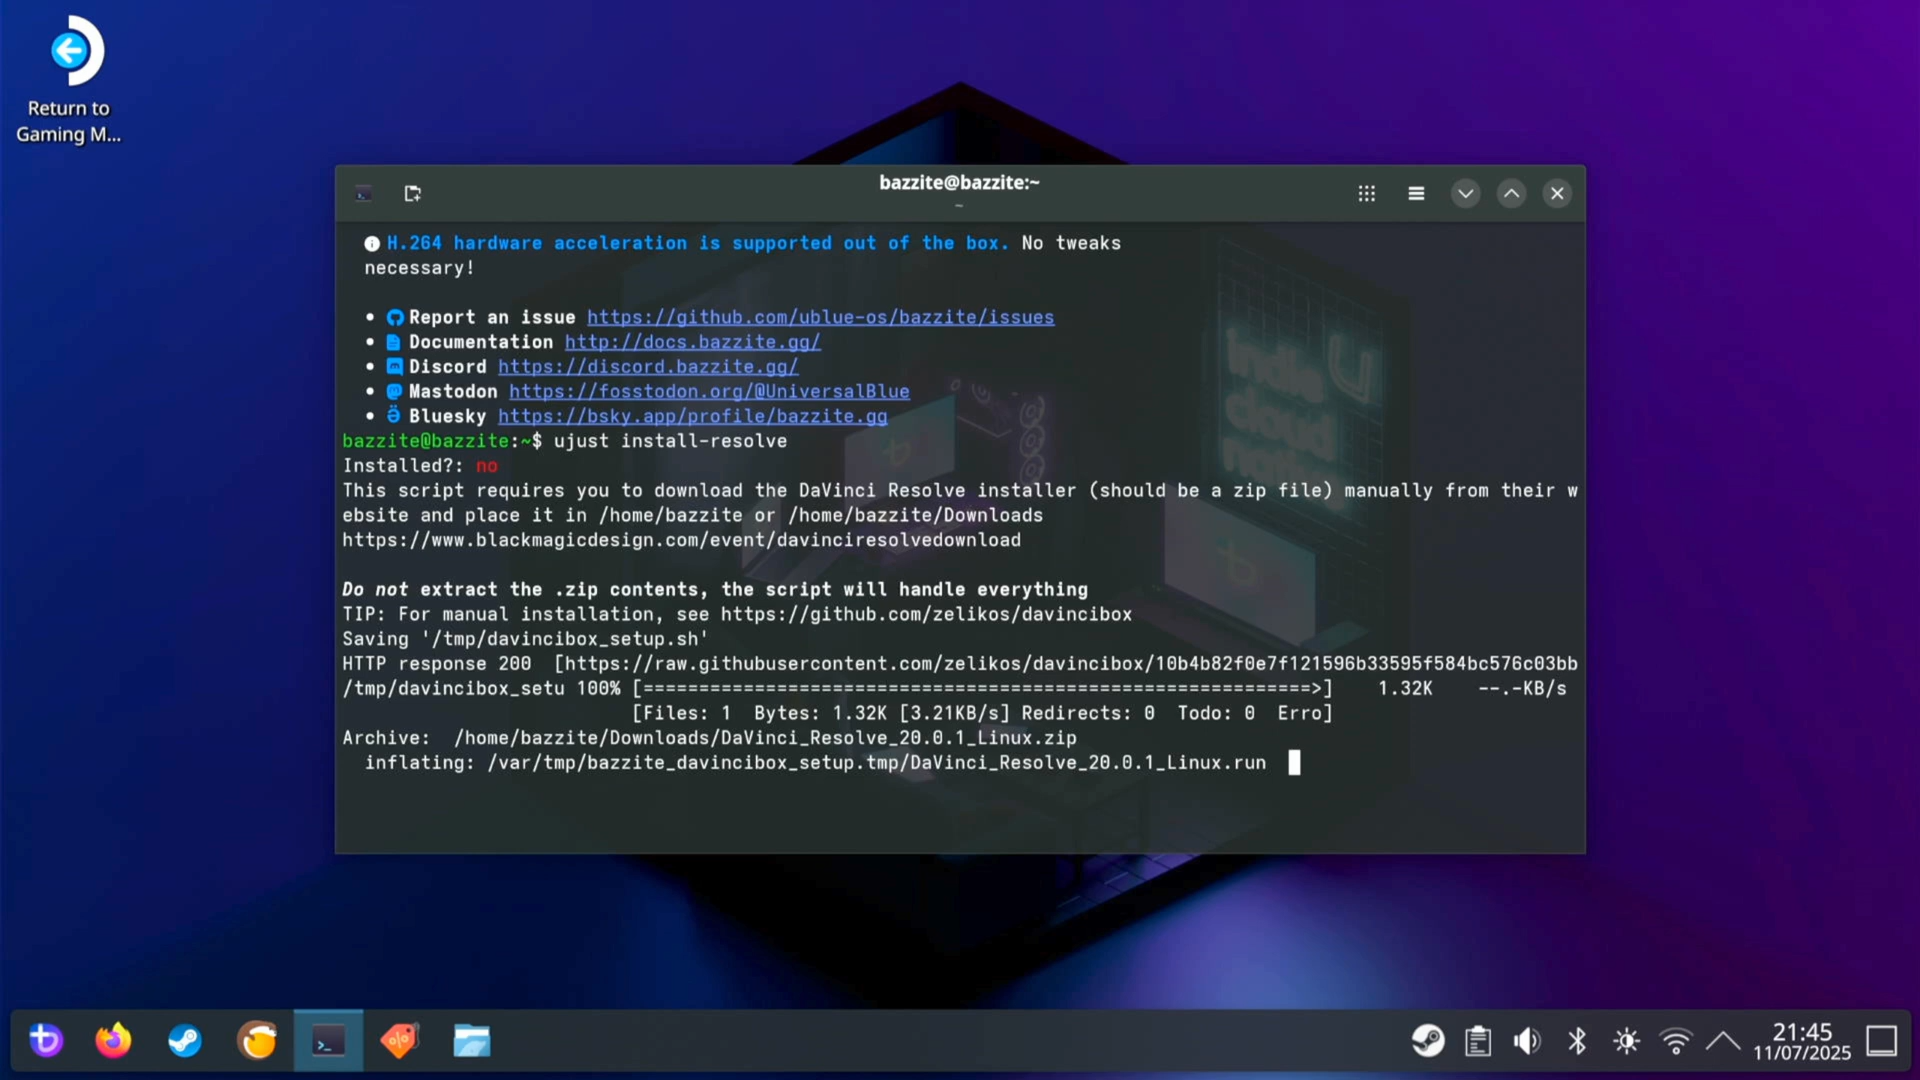 Return to
Gaming M...
bazzite@bazzite:~
~
H.264 hardware acceleration is supported out of the box. No tweaks
necessary!
• Report an issue https://github.com/ublue-os/bazzite/issues
• Documentation http://docs.bazzite.gg/
• Discord https://discord.bazzite.gg/
• Mastodon https://fosstodon.org/@UniversalBlue
• Bluesky https://bsky.app/profile/bazzite.gg
bazzite@bazzite:~$ ujust install-resolve
Installed?: no
This script requires you to download the DaVinci Resolve installer (should be a zip file) manually from their w
ebsite and place it in /home/bazzite or /home/bazzite/Downloads
https://www.blackmagicdesign.com/event/davinciresolvedownload
Do not extract the .zip contents, the script will handle everything
TIP: For manual installation, see https://github.com/zelikos/davincibox
Saving '/tmp/davincibox_setup.sh'
HTTP response 200  [https://raw.githubusercontent.com/zelikos/davincibox/10b4b82f0e7f121596b33595f584bc576c03bb
/tmp/davincibox_setu 100% [============================================================>]    1.32K    --.-KB/s
[Files: 1  Bytes: 1.32K [3.21KB/s] Redirects: 0  Todo: 0  Erro]
Archive:  /home/bazzite/Downloads/DaVinci_Resolve_20.0.1_Linux.zip
inflating: /var/tmp/bazzite_davincibox_setup.tmp/DaVinci_Resolve_20.0.1_Linux.run
indie
cloud
native
21:45
11/07/2025